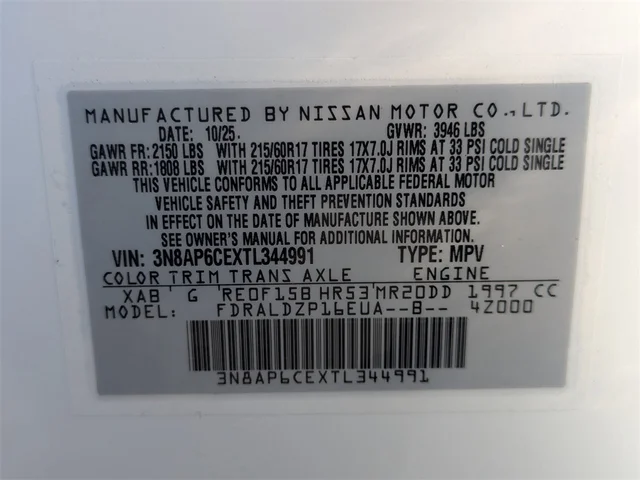 MANUFACTURED BY NISSAN MOTOR CO., LTD.
DATE: 10/25. GVWR: 3946 LBS
GAWR FR: 2150 LBS WITH 215/60R17 TIRES 17X7.0J RIMS AT 33 PSI COLD SINGLE
GAWR RR: 1808 LBS WITH 215/60R17 TIRES 17X7.0J RIMS AT 33 PSI COLD SINGLE
THIS VEHICLE CONFORMS TO ALL APPLICABLE FEDERAL MOTOR
VEHICLE SAFETY AND THEFT PREVENTION STANDARDS
IN EFFECT ON THE DATE OF MANUFACTURE SHOWN ABOVE.
SEE OWNER'S MANUAL FOR ADDITIONAL INFORMATION.
VIN: 3N8AP6CEXTL344991 TYPE: MPV
COLOR TRIM TRANS AXLE ENGINE
XAB G RE0F15B HR53 MR20DD 1997 CC
MODEL: FDRALDZP16EUA--B-- 4Z000
3N8AP6CEXTL344991